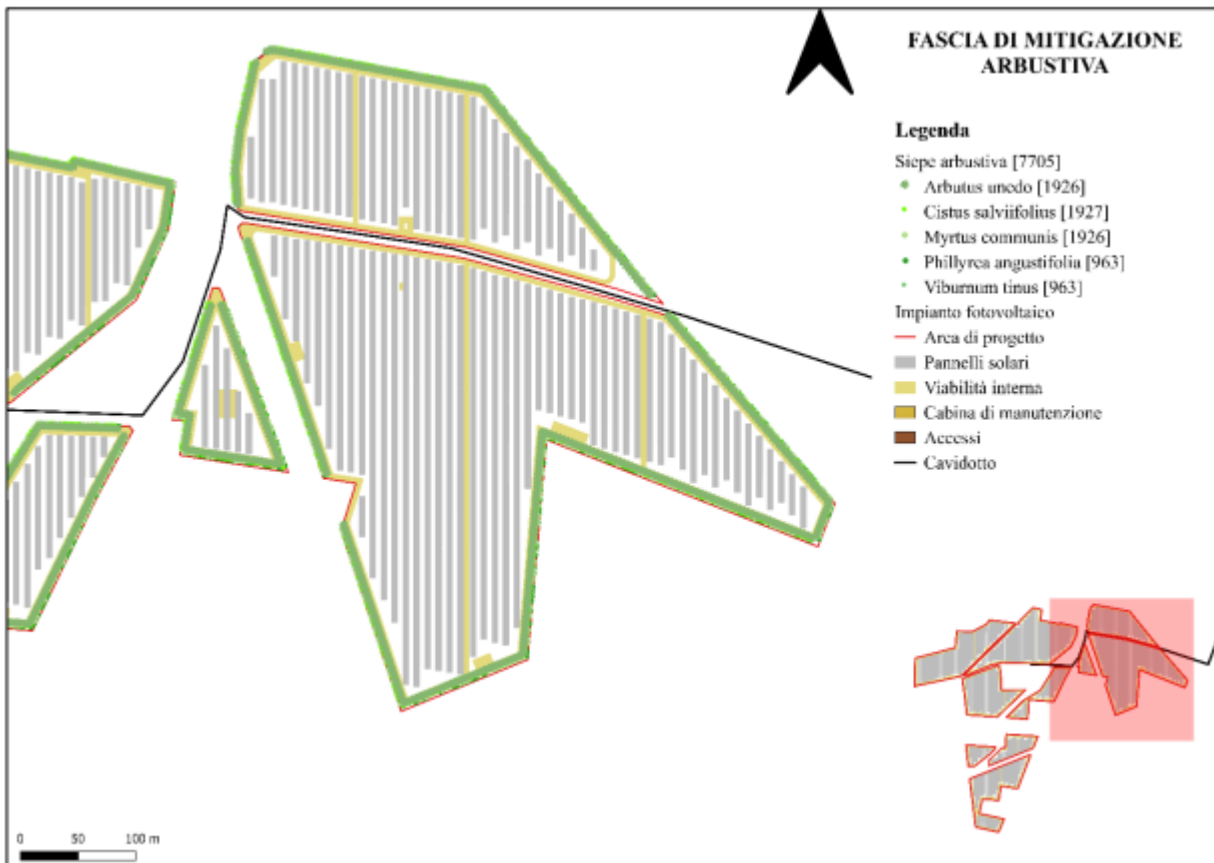 FASCIA DI MITIGAZIONE
ARBUSTIVA
Legenda
Siepe arbustiva [7705]
Arbutus unedo [1926]
Cistus salviifolius [1927]
Myrtus communis [1926]
Phillyrea angustifolia [963]
Viburnum tinus [963]
Impianto fotovoltaico
Area di progetto
Pannelli solari
Viabilità interna
Cabina di manutenzione
Accessi
Cavidotto
0 50 100 m